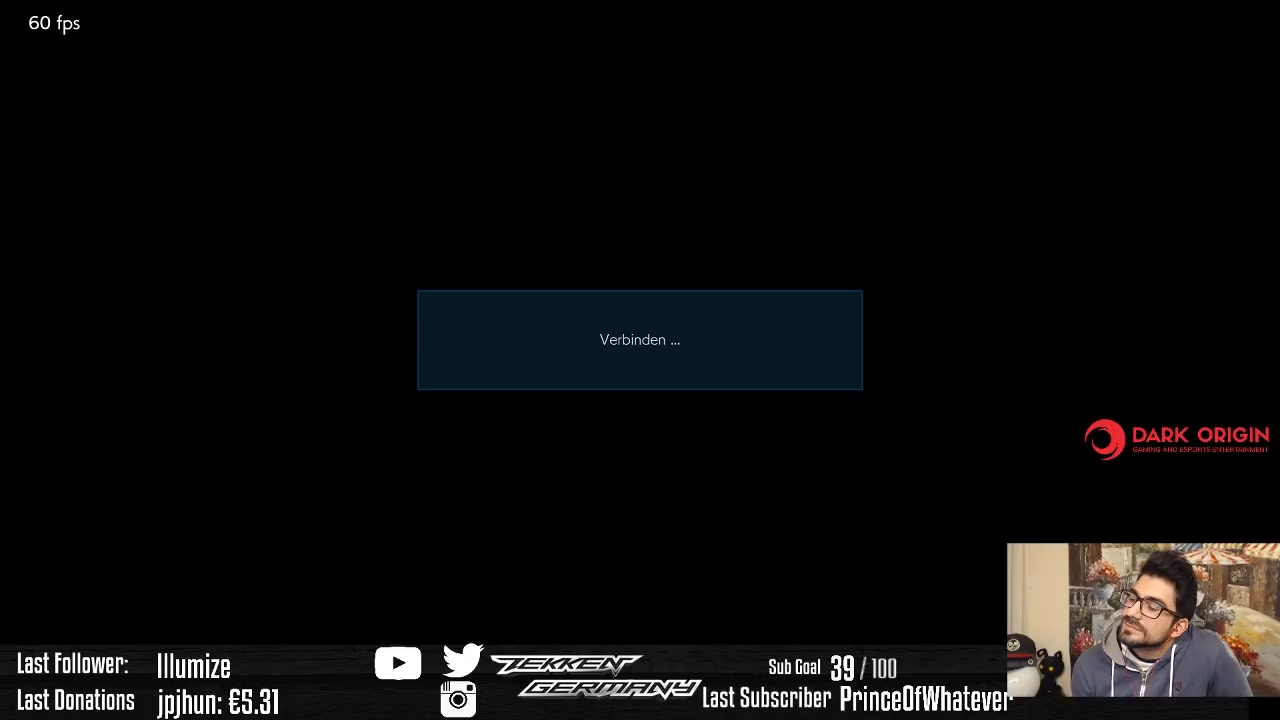 60 fps
Verbinden ...
DARK ORIGIN
GAMING AND ESPORTS ENTERTAINMENT
Last Follower: Illumize
Last Donations jpjhun: €5.31
TEKKEN
GERMANY
Sub Goal 39 / 100
Last Subscriber PrinceOfWhatever